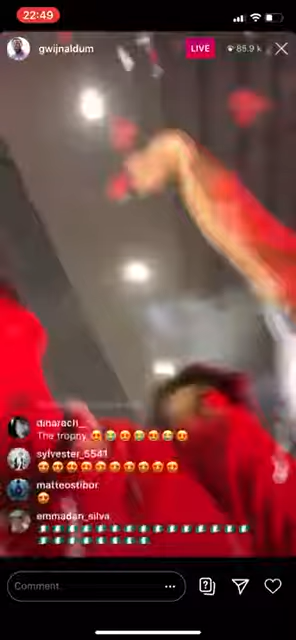 22:49
gwijnaldum LIVE 85.9 k
dinarach_
The trophy 😍😭😍😭😍😭😍
sylvester_5541
😍😍😍😍😍😍😍😍😍😍
matteostibor
😍
emmadan_silva
Comment